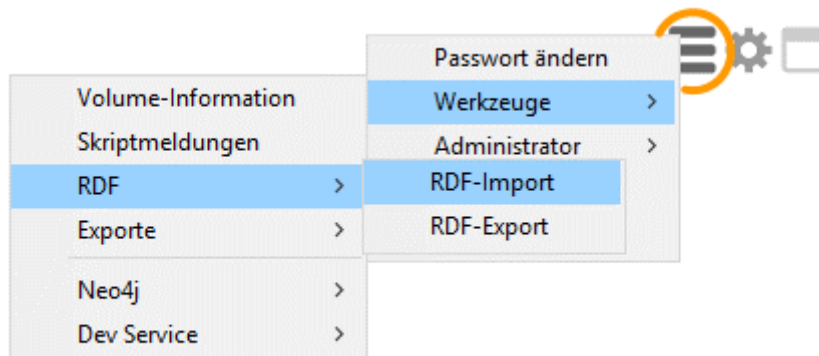 Passwort ändern
Werkzeuge
Administrator
Volume-Information
Skriptmeldungen
RDF
Exporte
Neo4j
Dev Service
RDF-Import
RDF-Export